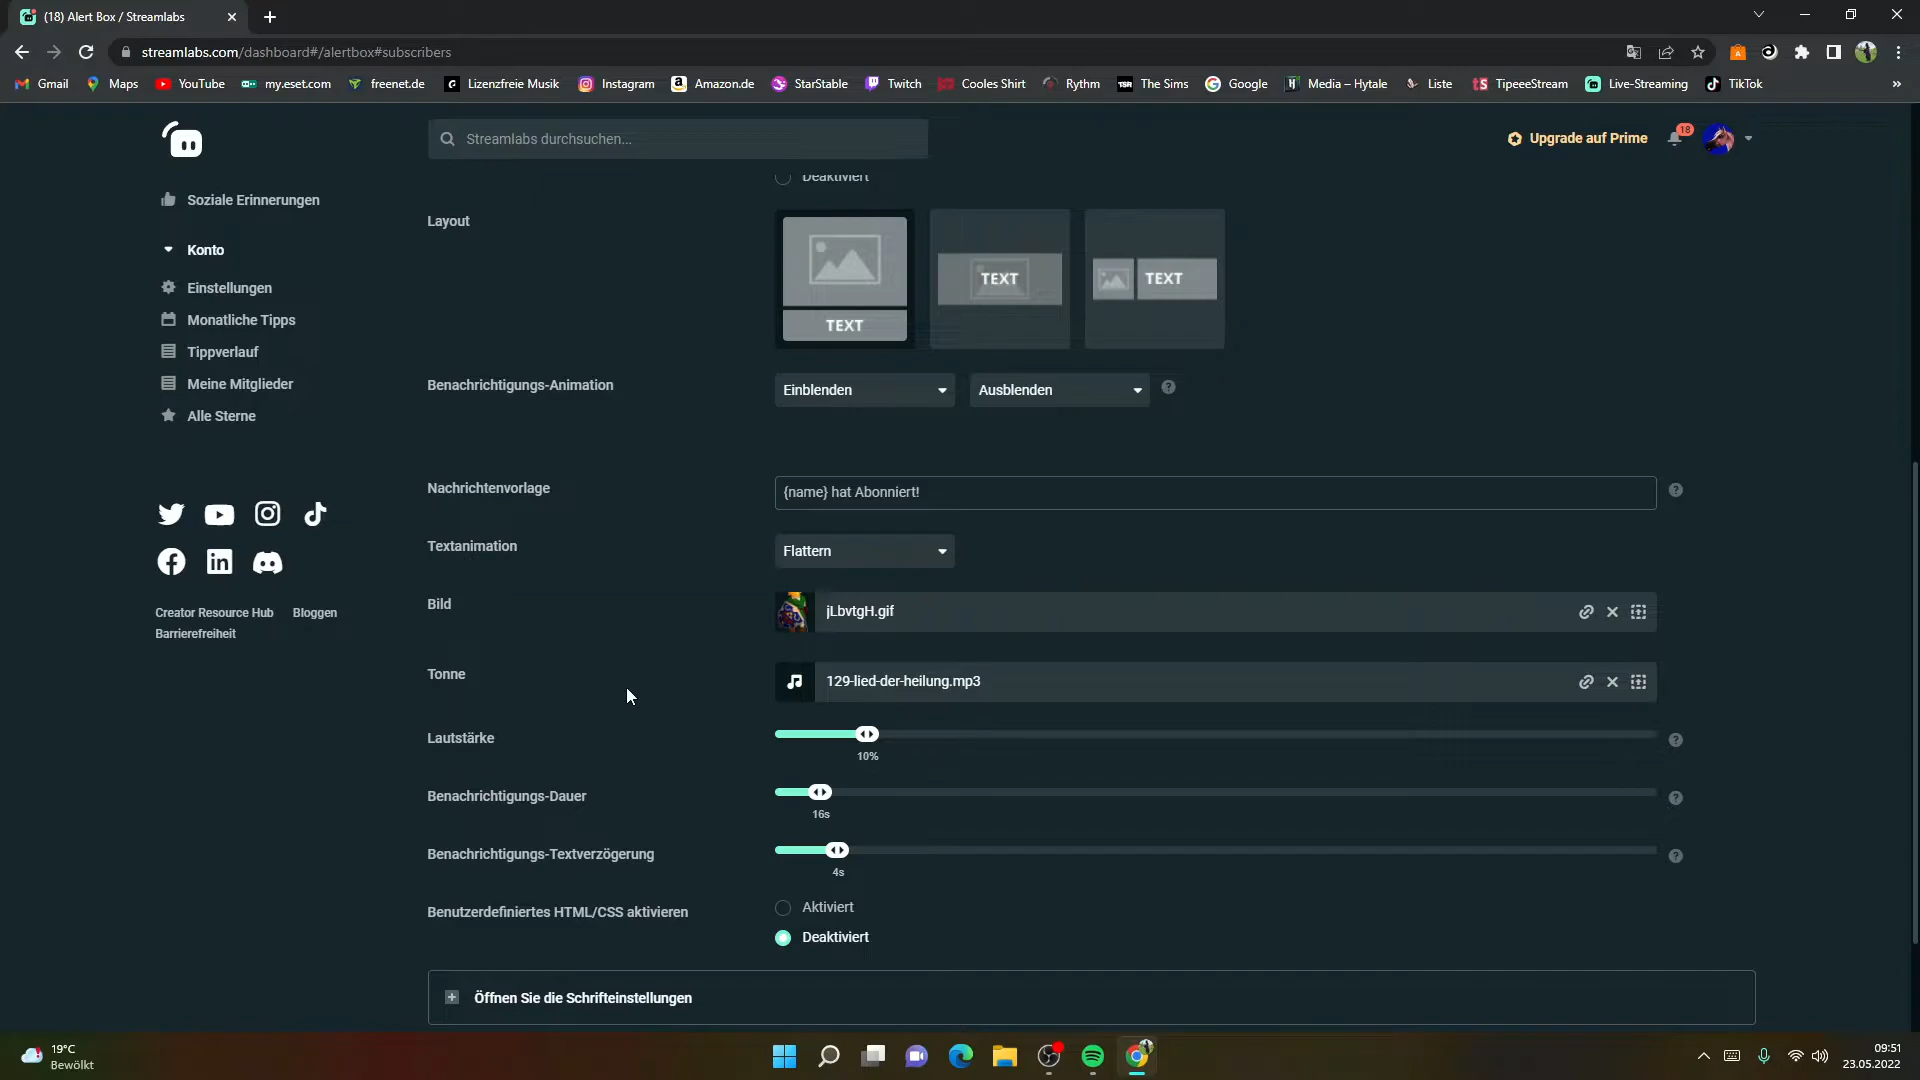 (18) Alert Box / Streamlabs
streamlabs.com/dashboard#/alertbox#subscribers
Gmail Maps YouTube my.eset.com freenet.de Lizenzfreie Musik Instagram Amazon.de StarStable Twitch Cooles Shirt Rythm TSR The Sims Google Media – Hytale Liste TipeeeStream Live-Streaming TikTok »
Streamlabs durchsuchen...
Upgrade auf Prime 18
Deaktiviert
Soziale Erinnerungen
Konto
Einstellungen
Monatliche Tipps
Tippverlauf
Meine Mitglieder
Alle Sterne
Creator Resource Hub Bloggen
Barrierefreiheit
Layout
TEXT
TEXT
TEXT
Benachrichtigungs-Animation
Einblenden
Ausblenden
?
Nachrichtenvorlage
{name} hat Abonniert!
?
Textanimation
Flattern
Bild
jLbvtgH.gif
Tonne
129-lied-der-heilung.mp3
Lautstärke
10%
?
Benachrichtigungs-Dauer
16s
?
Benachrichtigungs-Textverzögerung
4s
?
Benutzerdefiniertes HTML/CSS aktivieren
Aktiviert
Deaktiviert
Öffnen Sie die Schrifteinstellungen
19°C
Bewölkt
09:51
23.05.2022